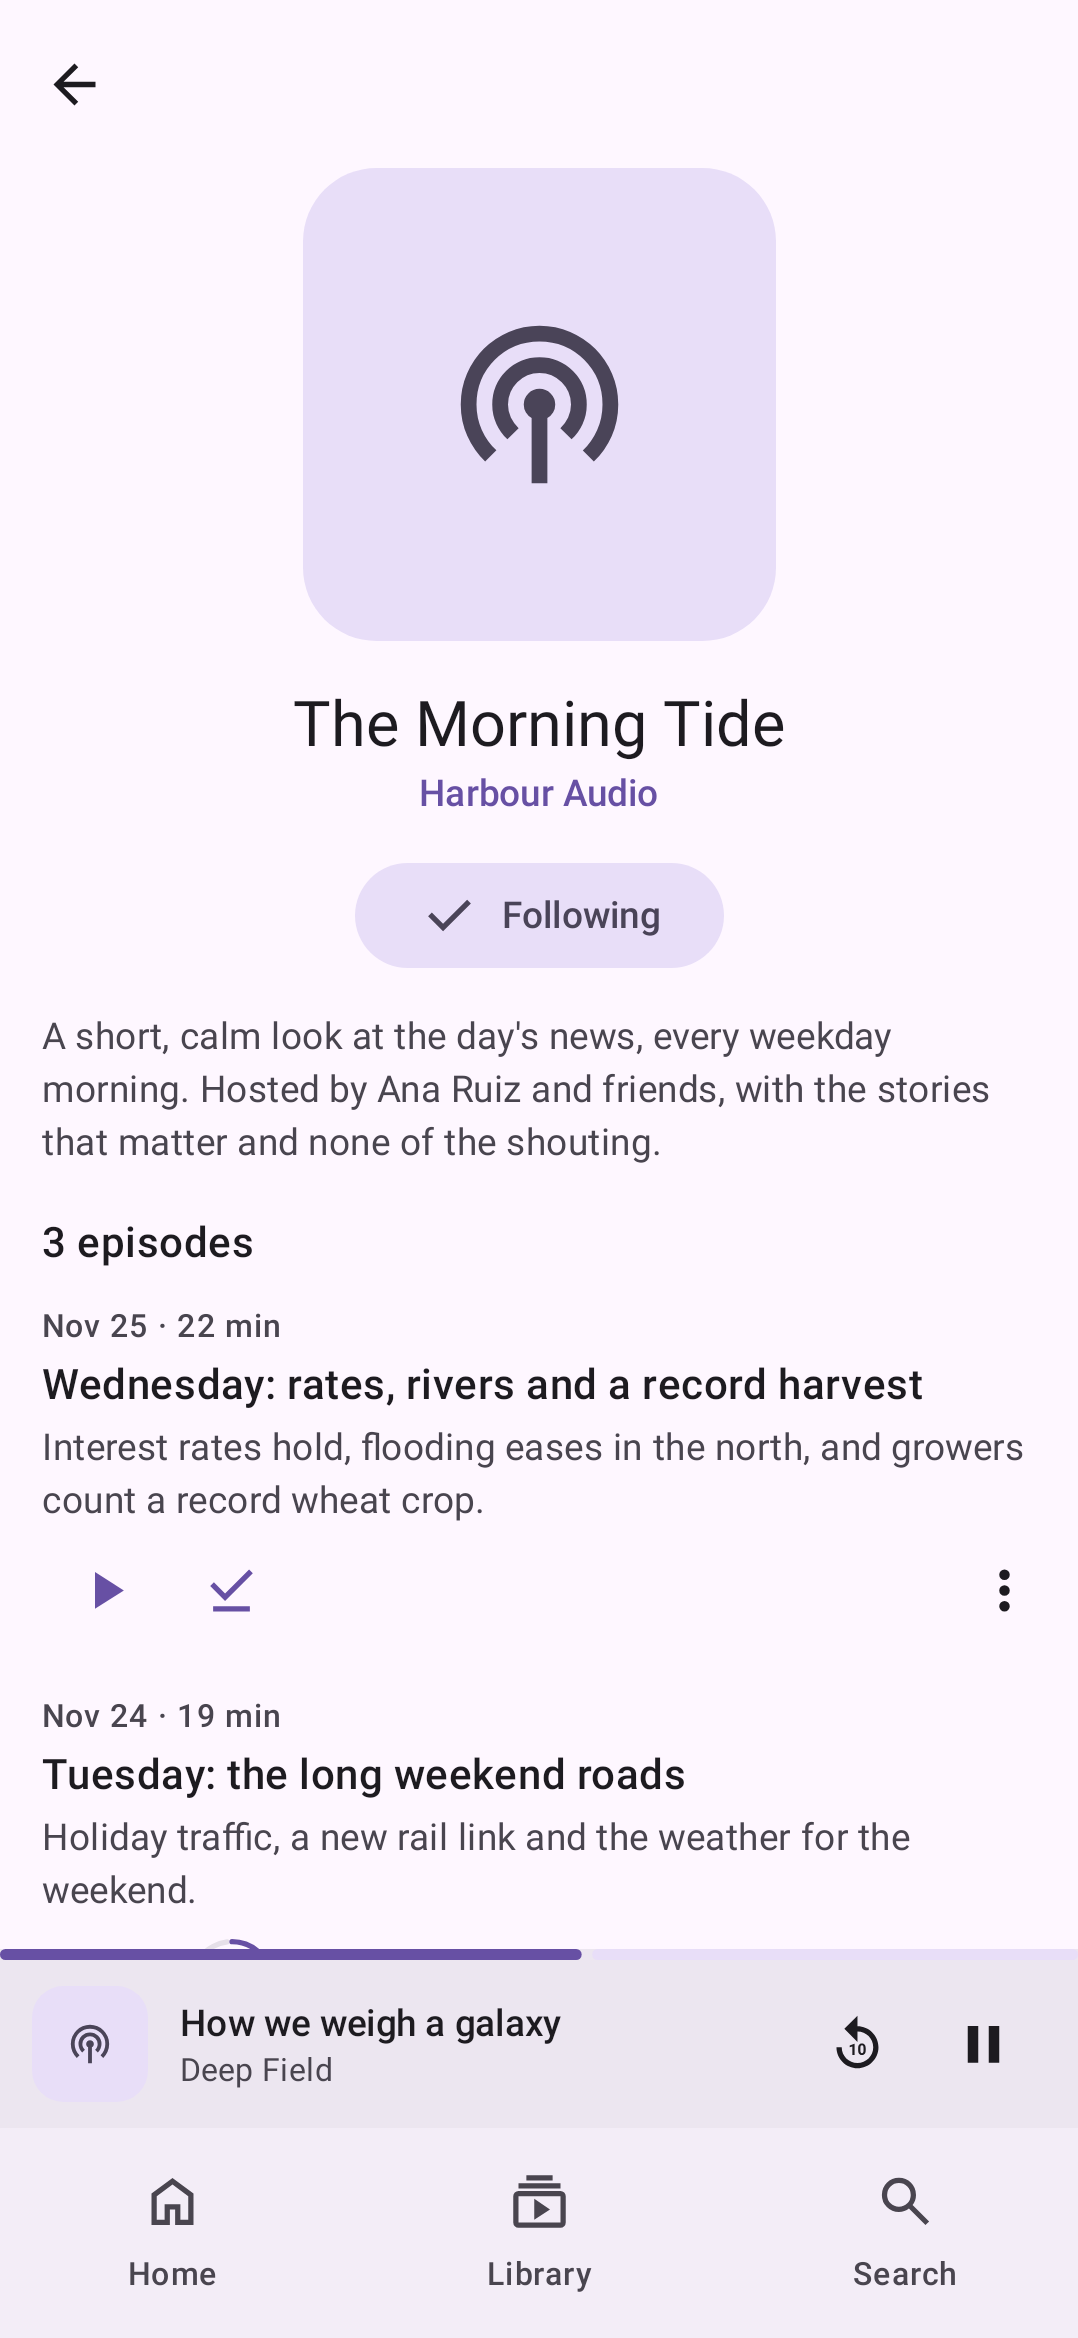 The Morning Tide
Harbour Audio
Following
A short, calm look at the day's news, every weekday
morning. Hosted by Ana Ruiz and friends, with the stories
that matter and none of the shouting.
3 episodes
Nov 25 · 22 min
Wednesday: rates, rivers and a record harvest
Interest rates hold, flooding eases in the north, and growers
count a record wheat crop.
Nov 24 · 19 min
Tuesday: the long weekend roads
Holiday traffic, a new rail link and the weather for the
weekend.
How we weigh a galaxy
Deep Field
10
Home
Library
Search